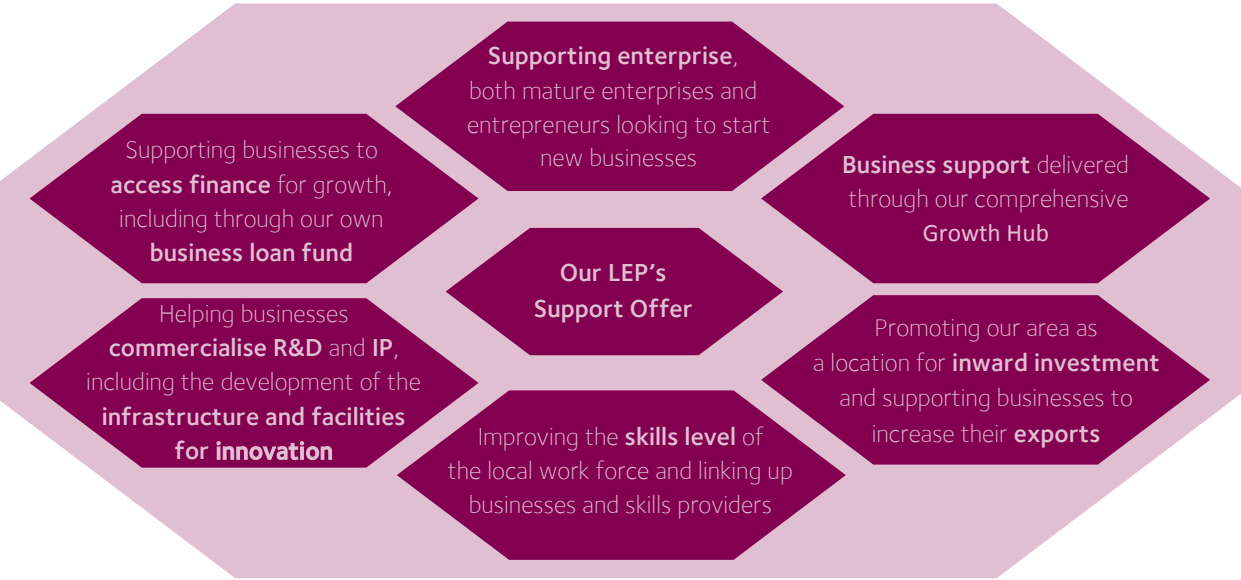 Supporting enterprise,
both mature enterprises and
entrepreneurs looking to start
new businesses
Supporting businesses to
access finance for growth,
including through our own
business loan fund
Business support delivered
through our comprehensive
Growth Hub
Our LEP's
Support Offer
Helping businesses
commercialise R&D and IP,
including the development of the
infrastructure and facilities
for innovation
Promoting our area as
a location for inward investment
and supporting businesses to
increase their exports
Improving the skills level of
the local work force and linking up
businesses and skills providers